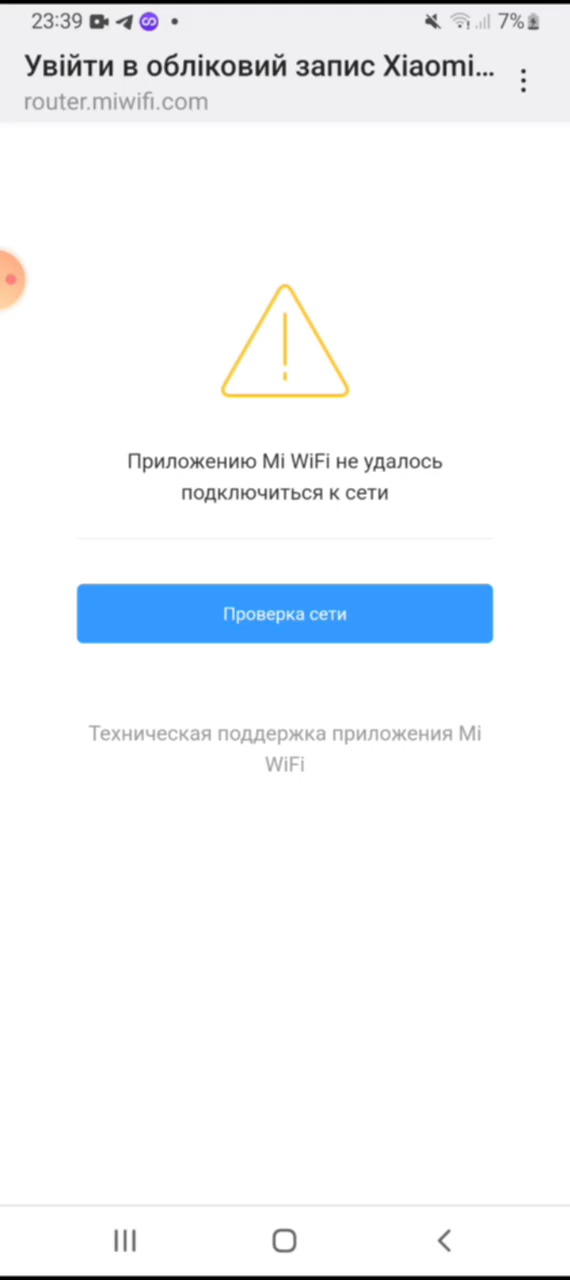 23:39
7%
Увійти в обліковий запис Xiaomi...
router.miwifi.com
Приложению Mi WiFi не удалось
подключиться к сети
Проверка сети
Техническая поддержка приложения Mi
WiFi